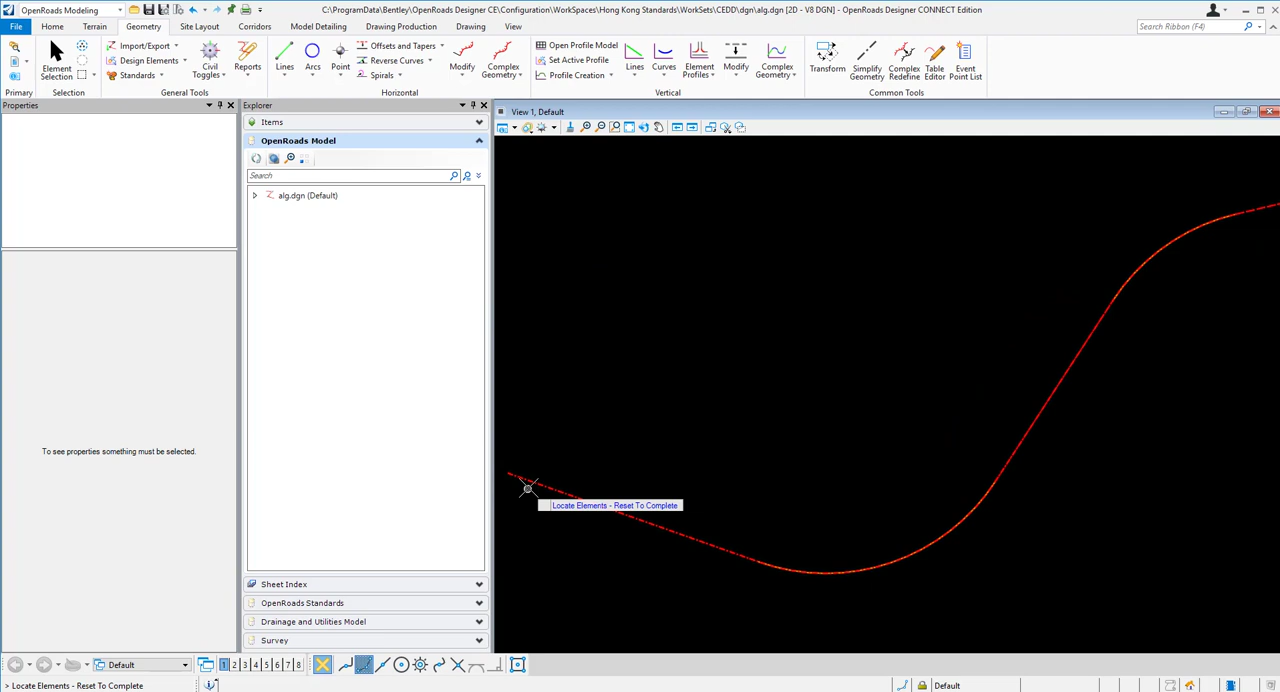 OpenRoads Modeling
C:\ProgramData\Bentley\OpenRoads Designer CE\Configuration\WorkSpaces\Hong Kong Standards\WorkSets\CEDD\dgn\alg.dgn [2D - V8 DGN] - OpenRoads Designer CONNECT Edition
File Home Terrain Geometry Site Layout Corridors Model Detailing Drawing Production Drawing View
Search Ribbon (F4)
Import/Export
Design Elements
Standards
Element Selection
Civil Toggles
Reports
Lines
Arcs
Point
Offsets and Tapers
Reverse Curves
Spirals
Modify
Complex Geometry
Open Profile Model
Set Active Profile
Profile Creation
Lines
Curves
Element Profiles
Modify
Complex Geometry
Transform
Simplify Geometry
Complex Redefine
Table Editor
Event Point List
Primary Selection General Tools Horizontal Vertical Common Tools
Properties
To see properties something must be selected.
Explorer
Items
OpenRoads Model
Search
alg.dgn (Default)
Sheet Index
OpenRoads Standards
Drainage and Utilities Model
Survey
View 1, Default
Locate Elements - Reset To Complete
Default
1 2 3 4 5 6 7 8
> Locate Elements - Reset To Complete
Default